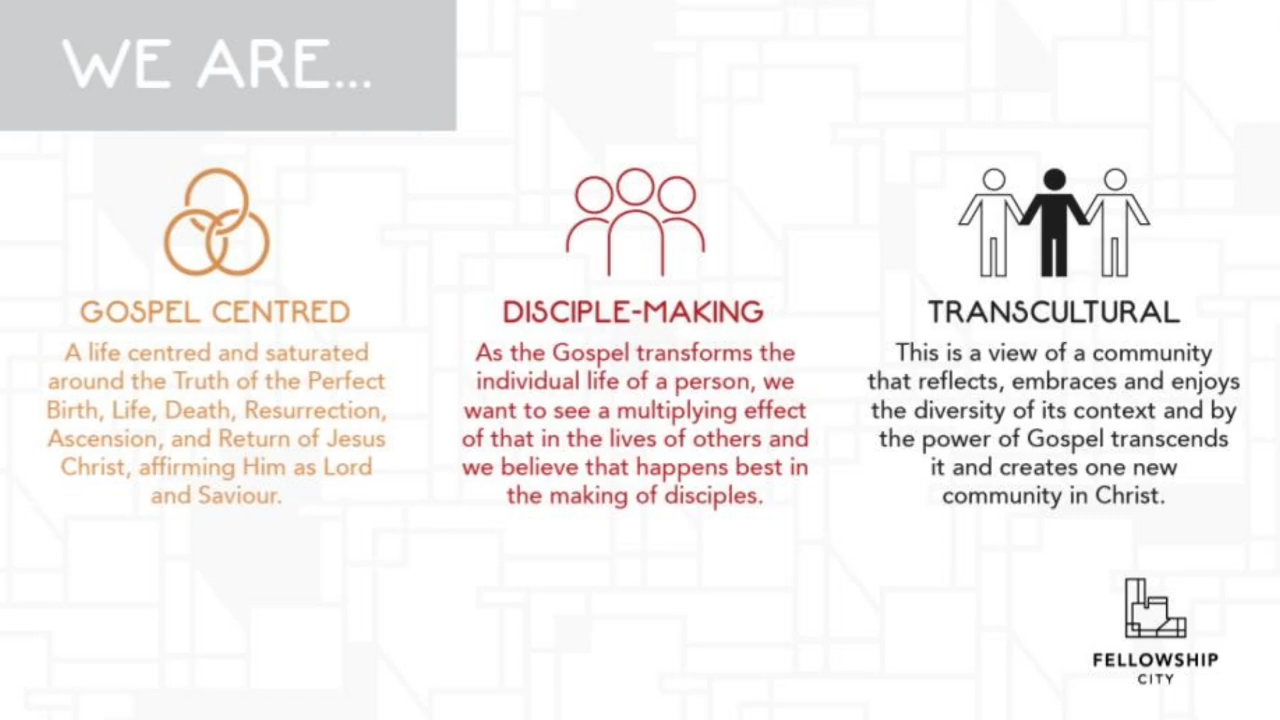 WE ARE...
GOSPEL CENTRED
A life centred and saturated
around the Truth of the Perfect
Birth, Life, Death, Resurrection,
Ascension, and Return of Jesus
Christ, affirming Him as Lord
and Saviour.
DISCIPLE-MAKING
As the Gospel transforms the
individual life of a person, we
want to see a multiplying effect
of that in the lives of others and
we believe that happens best in
the making of disciples.
TRANSCULTURAL
This is a view of a community
that reflects, embraces and enjoys
the diversity of its context and by
the power of Gospel transcends
it and creates one new
community in Christ.
FELLOWSHIP
CITY